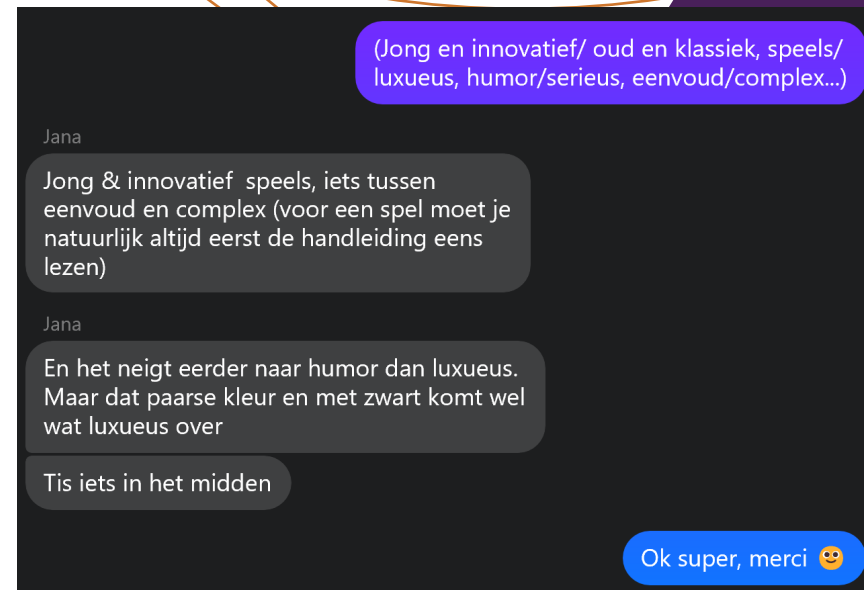 (Jong en innovatief/ oud en klassiek, speels/
luxueus, humor/serieus, eenvoud/complex...)
Jana
Jong & innovatief  speels, iets tussen
eenvoud en complex (voor een spel moet je
natuurlijk altijd eerst de handleiding eens
lezen)
Jana
En het neigt eerder naar humor dan luxueus.
Maar dat paarse kleur en met zwart komt wel
wat luxueus over
Tis iets in het midden
Ok super, merci 🙂